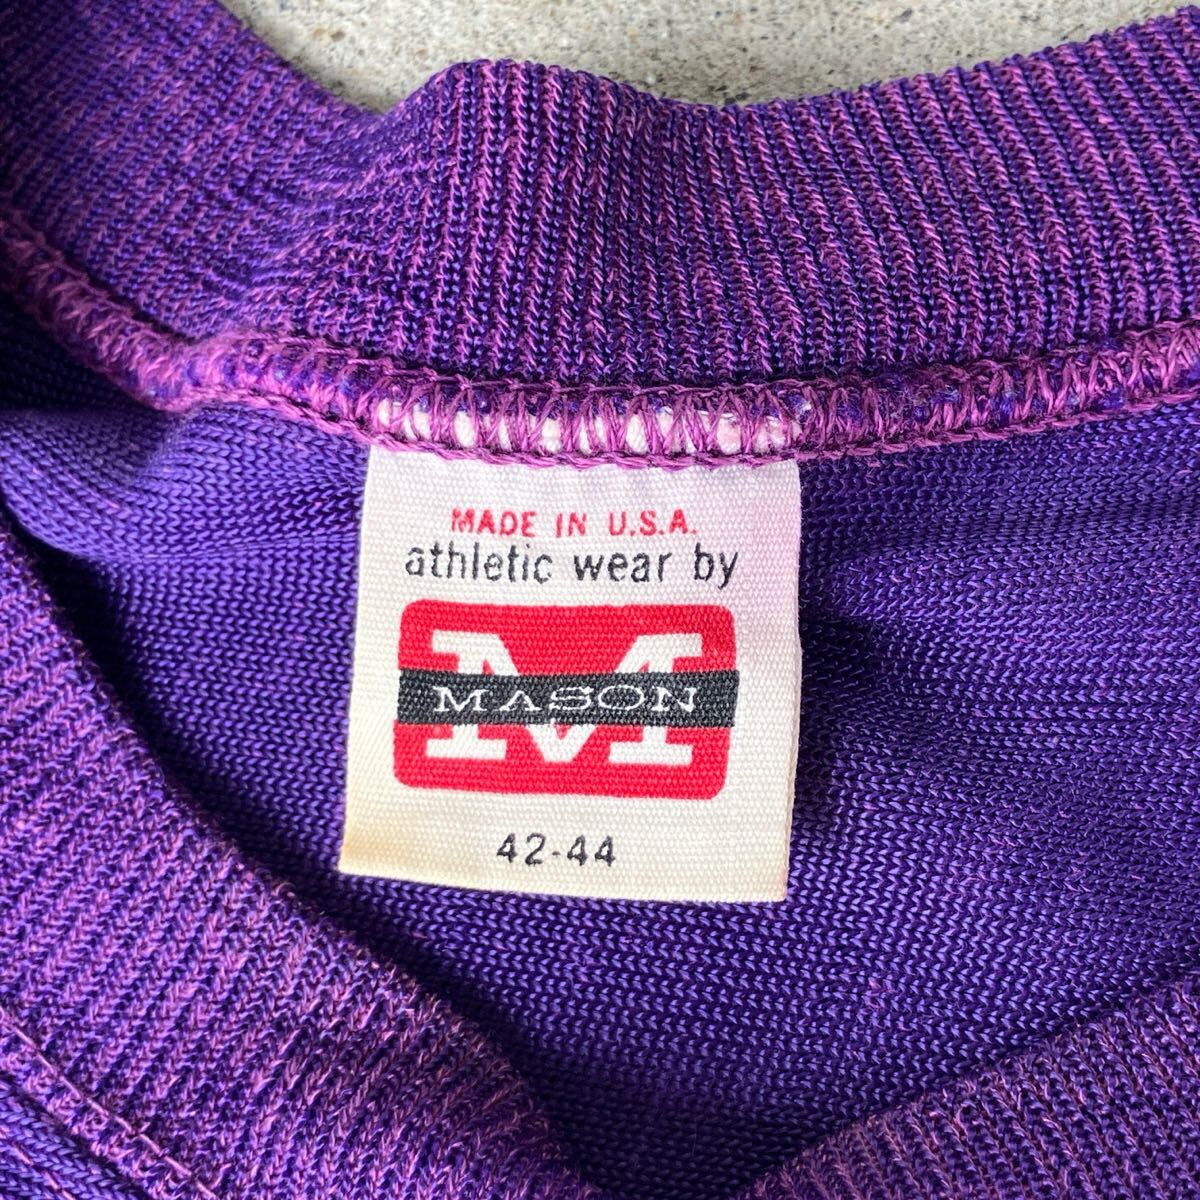 MADE IN U.S.A.
athletic wear by
M
MASON
42-44